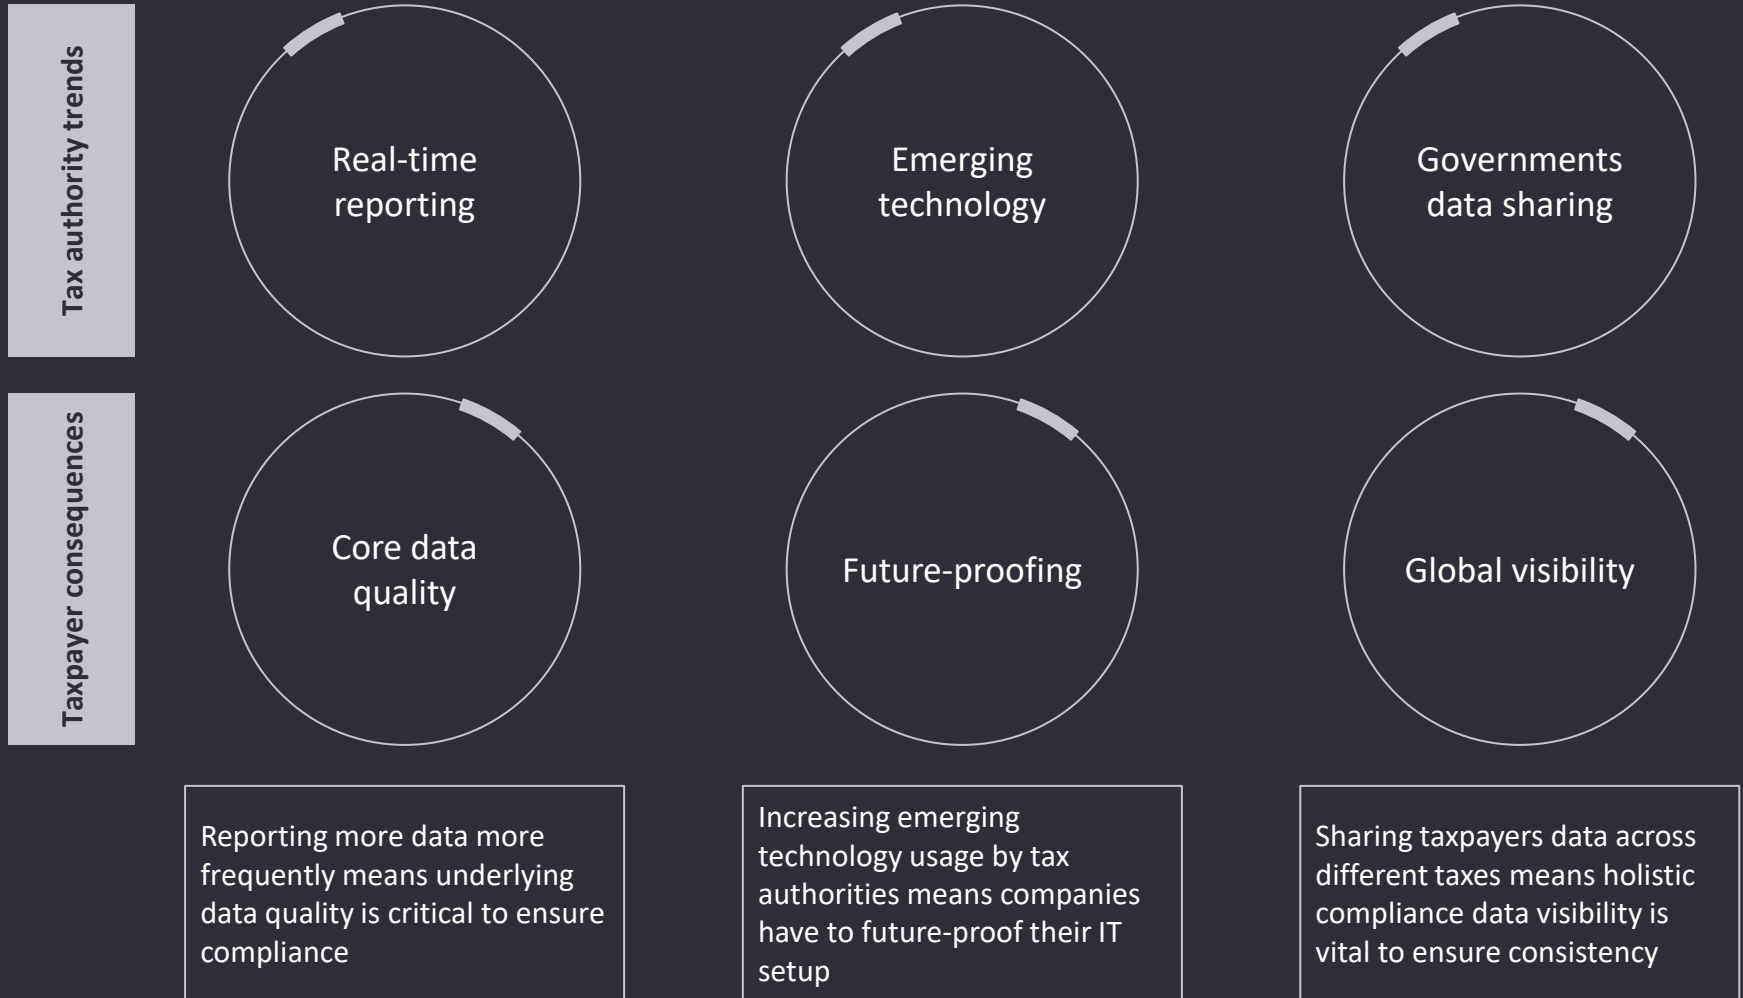 Tax authority trends
Real-time
reporting
Emerging
technology
Governments
data sharing
Taxpayer consequences
Core data
quality
Future-proofing
Global visibility
Reporting more data more
frequently means underlying
data quality is critical to ensure
compliance
Increasing emerging
technology usage by tax
authorities means companies
have to future-proof their IT
setup
Sharing taxpayers data across
different taxes means holistic
compliance data visibility is
vital to ensure consistency